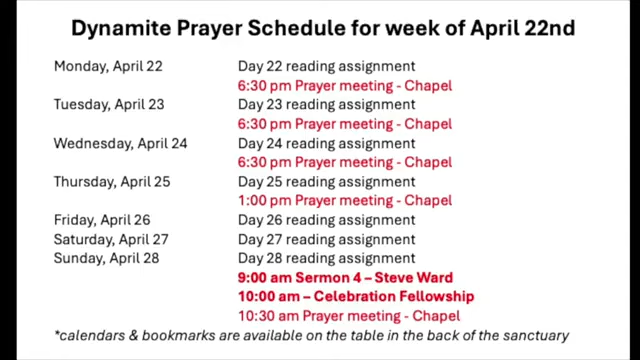 Dynamite Prayer Schedule for week of April 22nd
Monday, April 22 Day 22 reading assignment
6:30 pm Prayer meeting - Chapel
Tuesday, April 23 Day 23 reading assignment
6:30 pm Prayer meeting - Chapel
Wednesday, April 24 Day 24 reading assignment
6:30 pm Prayer meeting - Chapel
Thursday, April 25 Day 25 reading assignment
1:00 pm Prayer meeting - Chapel
Friday, April 26 Day 26 reading assignment
Saturday, April 27 Day 27 reading assignment
Sunday, April 28 Day 28 reading assignment
9:00 am Sermon 4 – Steve Ward
10:00 am – Celebration Fellowship
10:30 am Prayer meeting - Chapel
*calendars & bookmarks are available on the table in the back of the sanctuary